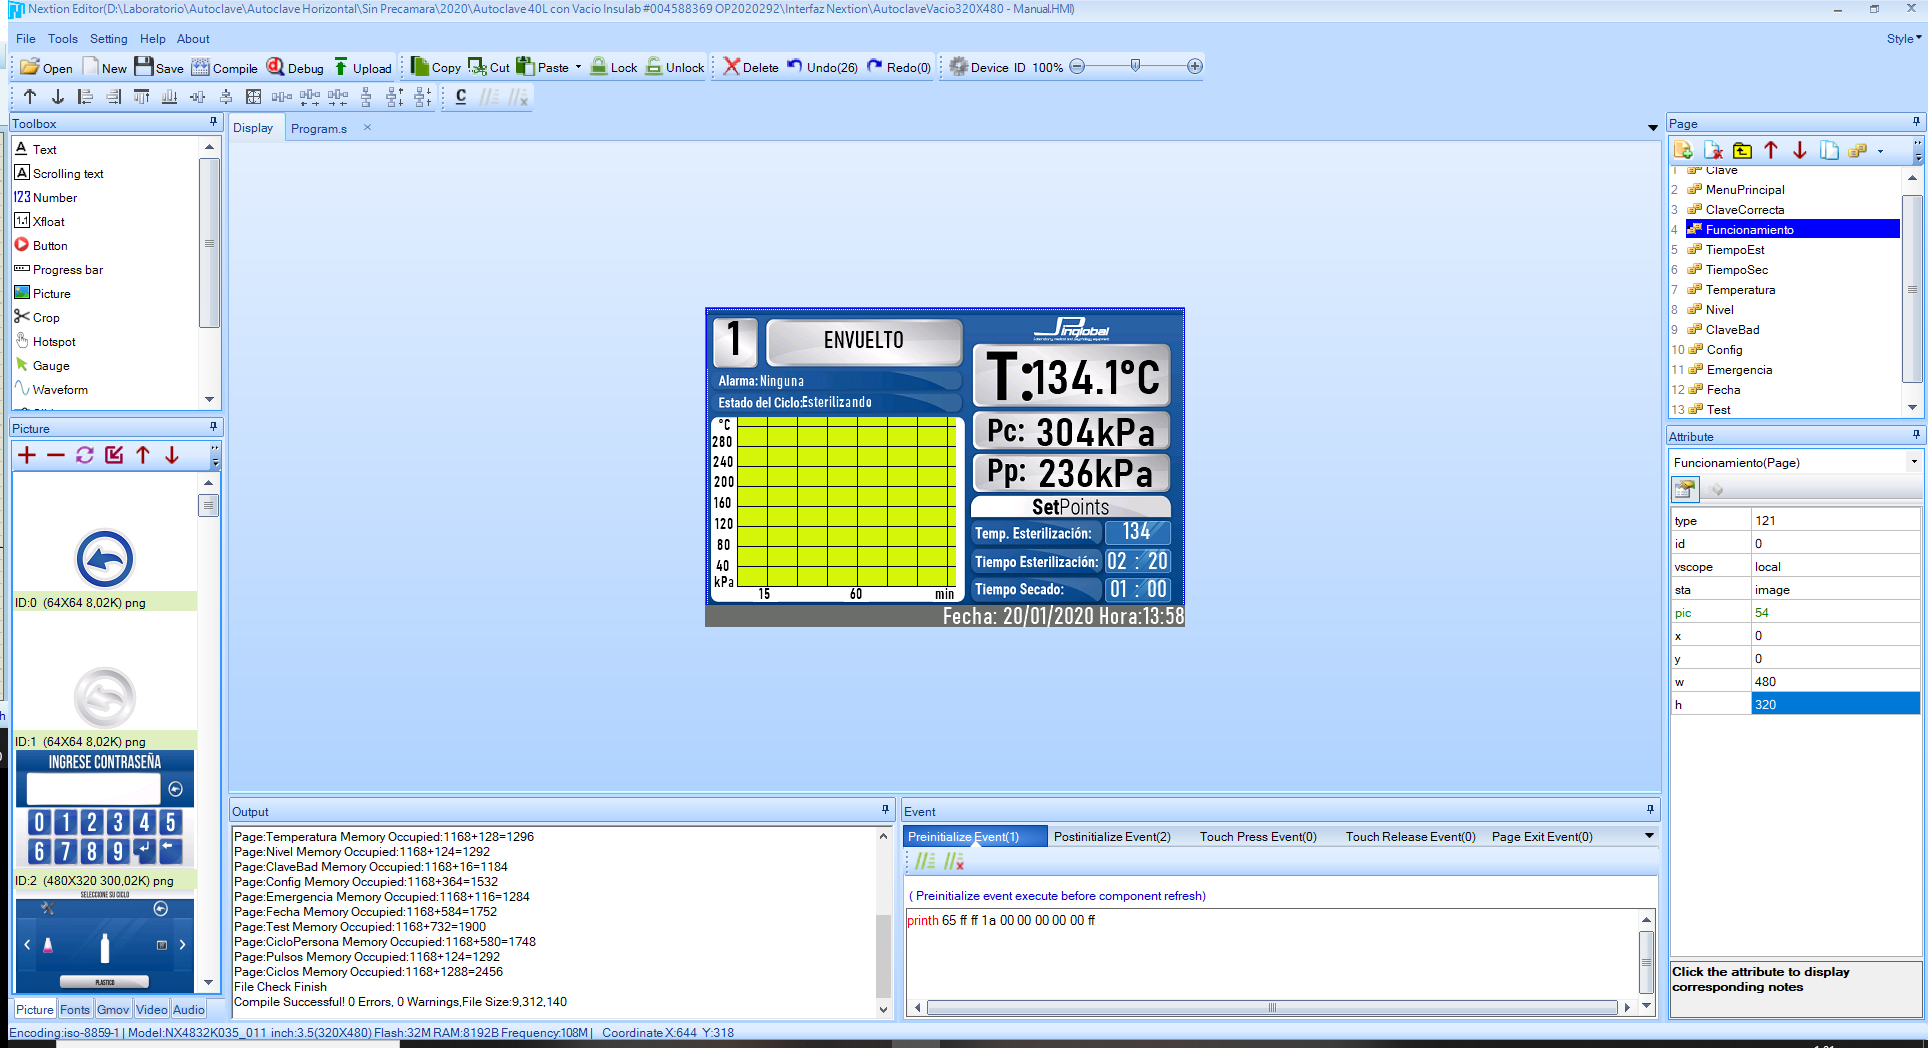 Nextion Editor(D:\Laboratorio\Autoclave\Autoclave Horizontal\Sin Precamara\2020\Autoclave 40L con Vacio Insulab #004588369 OP2020292\Interfaz Nextion\AutoclaveVacio320X480 - Manual.HMI)
File Tools Setting Help About
Style
Open New Save Compile Debug Upload Copy Cut Paste Lock Unlock Delete Undo(26) Redo(0) Device ID 100%
C
Toolbox
Text
Scrolling text
123 Number
1.1 Xfloat
Button
Progress bar
Picture
Crop
Hotspot
Gauge
Waveform
Picture
ID:0 (64X64 8,02K) png
ID:1 (64X64 8,02K) png
INGRESE CONTRASEÑA
0 1 2 3 4 5
6 7 8 9
ID:2 (480X320 300,02K) png
SELECCIONE SU CICLO
PLASTICO
Picture Fonts Gmov Video Audio
Display Program.s
1
ENVUELTO
Alarma: Ninguna
Estado del Ciclo: Esterilizando
°C
280
240
200
160
120
80
40
kPa
15 60 min
Jpinglobal
T:134.1°C
Pc: 304kPa
Pp: 236kPa
SetPoints
Temp. Esterilización: 134
Tiempo Esterilización: 02 : 20
Tiempo Secado: 01 : 00
Fecha: 20/01/2020 Hora:13:58
Output
Page:Temperatura Memory Occupied:1168+128=1296
Page:Nivel Memory Occupied:1168+124=1292
Page:ClaveBad Memory Occupied:1168+16=1184
Page:Config Memory Occupied:1168+364=1532
Page:Emergencia Memory Occupied:1168+116=1284
Page:Fecha Memory Occupied:1168+584=1752
Page:Test Memory Occupied:1168+732=1900
Page:CicloPersona Memory Occupied:1168+580=1748
Page:Pulsos Memory Occupied:1168+124=1292
Page:Ciclos Memory Occupied:1168+1288=2456
File Check Finish
Compile Successful! 0 Errors, 0 Warnings,File Size:9,312,140
Event
Preinitialize Event(1) Postinitialize Event(2) Touch Press Event(0) Touch Release Event(0) Page Exit Event(0)
( Preinitialize event execute before component refresh)
printh 65 ff ff 1a 00 00 00 00 00 ff
Page
1 Clave
2 MenuPrincipal
3 ClaveCorrecta
4 Funcionamiento
5 TiempoEst
6 TiempoSec
7 Temperatura
8 Nivel
9 ClaveBad
10 Config
11 Emergencia
12 Fecha
13 Test
Attribute
Funcionamiento(Page)
type 121
id 0
vscope local
sta image
pic 54
x 0
y 0
w 480
h 320
Click the attribute to display
corresponding notes
Encoding:iso-8859-1 | Model:NX4832K035_011 inch:3.5(320X480) Flash:32M RAM:8192B Frequency:108M | Coordinate X:644 Y:318